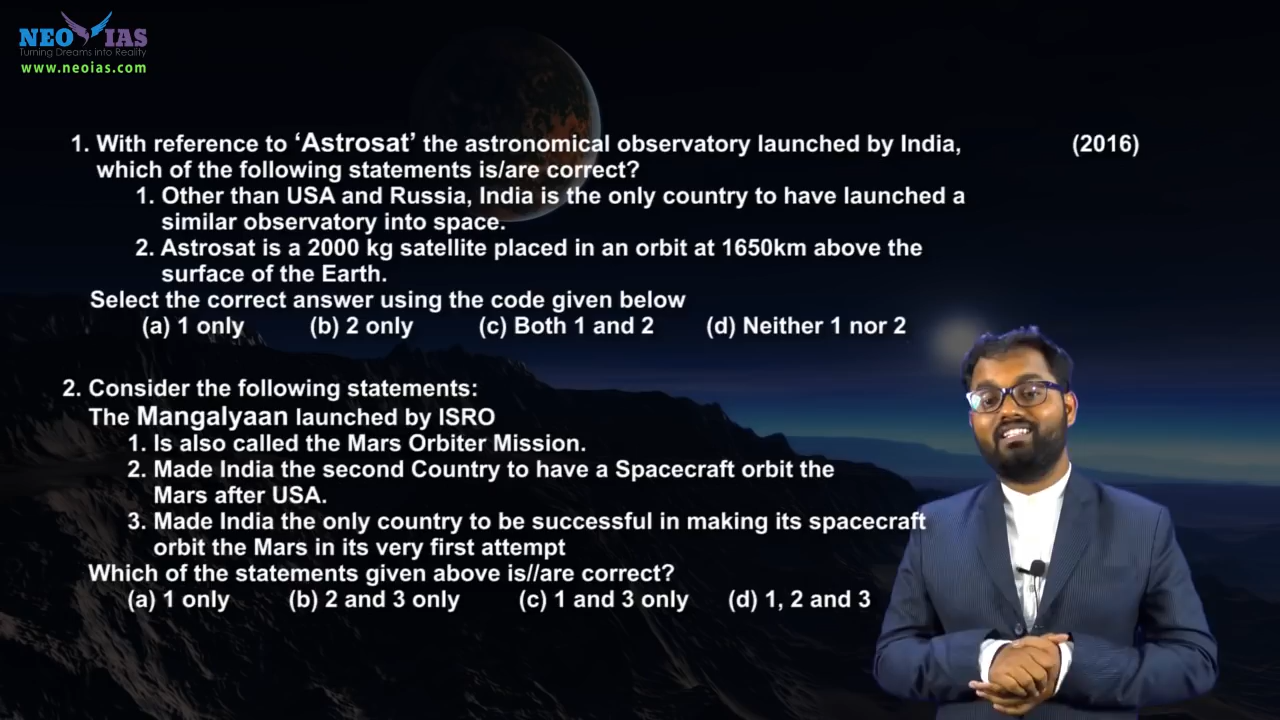 NEO IAS
Turning Dreams into Reality
www.neoias.com
1. With reference to ‘Astrosat’ the astronomical observatory launched by India, (2016)
which of the following statements is/are correct?
1. Other than USA and Russia, India is the only country to have launched a
similar observatory into space.
2. Astrosat is a 2000 kg satellite placed in an orbit at 1650km above the
surface of the Earth.
Select the correct answer using the code given below
(a) 1 only (b) 2 only (c) Both 1 and 2 (d) Neither 1 nor 2
2. Consider the following statements:
The Mangalyaan launched by ISRO
1. Is also called the Mars Orbiter Mission.
2. Made India the second Country to have a Spacecraft orbit the
Mars after USA.
3. Made India the only country to be successful in making its spacecraft
orbit the Mars in its very first attempt
Which of the statements given above is//are correct?
(a) 1 only (b) 2 and 3 only (c) 1 and 3 only (d) 1, 2 and 3